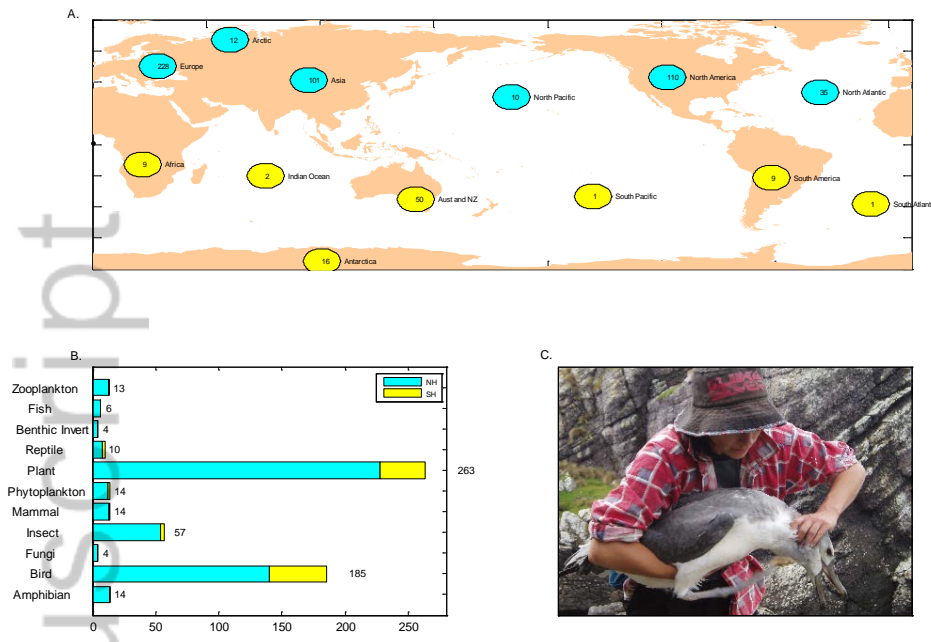 A.
12 Arctic
228 Europe
101 Asia
110 North America
10 North Pacific
35 North Atlantic
9 Africa
2 Indian Ocean
9 South America
50 Aust and NZ
1 South Pacific
1 South Atlant
16 Antarctica
uscript
B.
NH
SH
Zooplankton 13
Fish 6
Benthic Invert 4
Reptile 10
Plant 263
Phytoplankton 14
Mammal 14
Insect 57
Fungi 4
Bird 185
Amphibian 14
0 50 100 150 200 250
C.